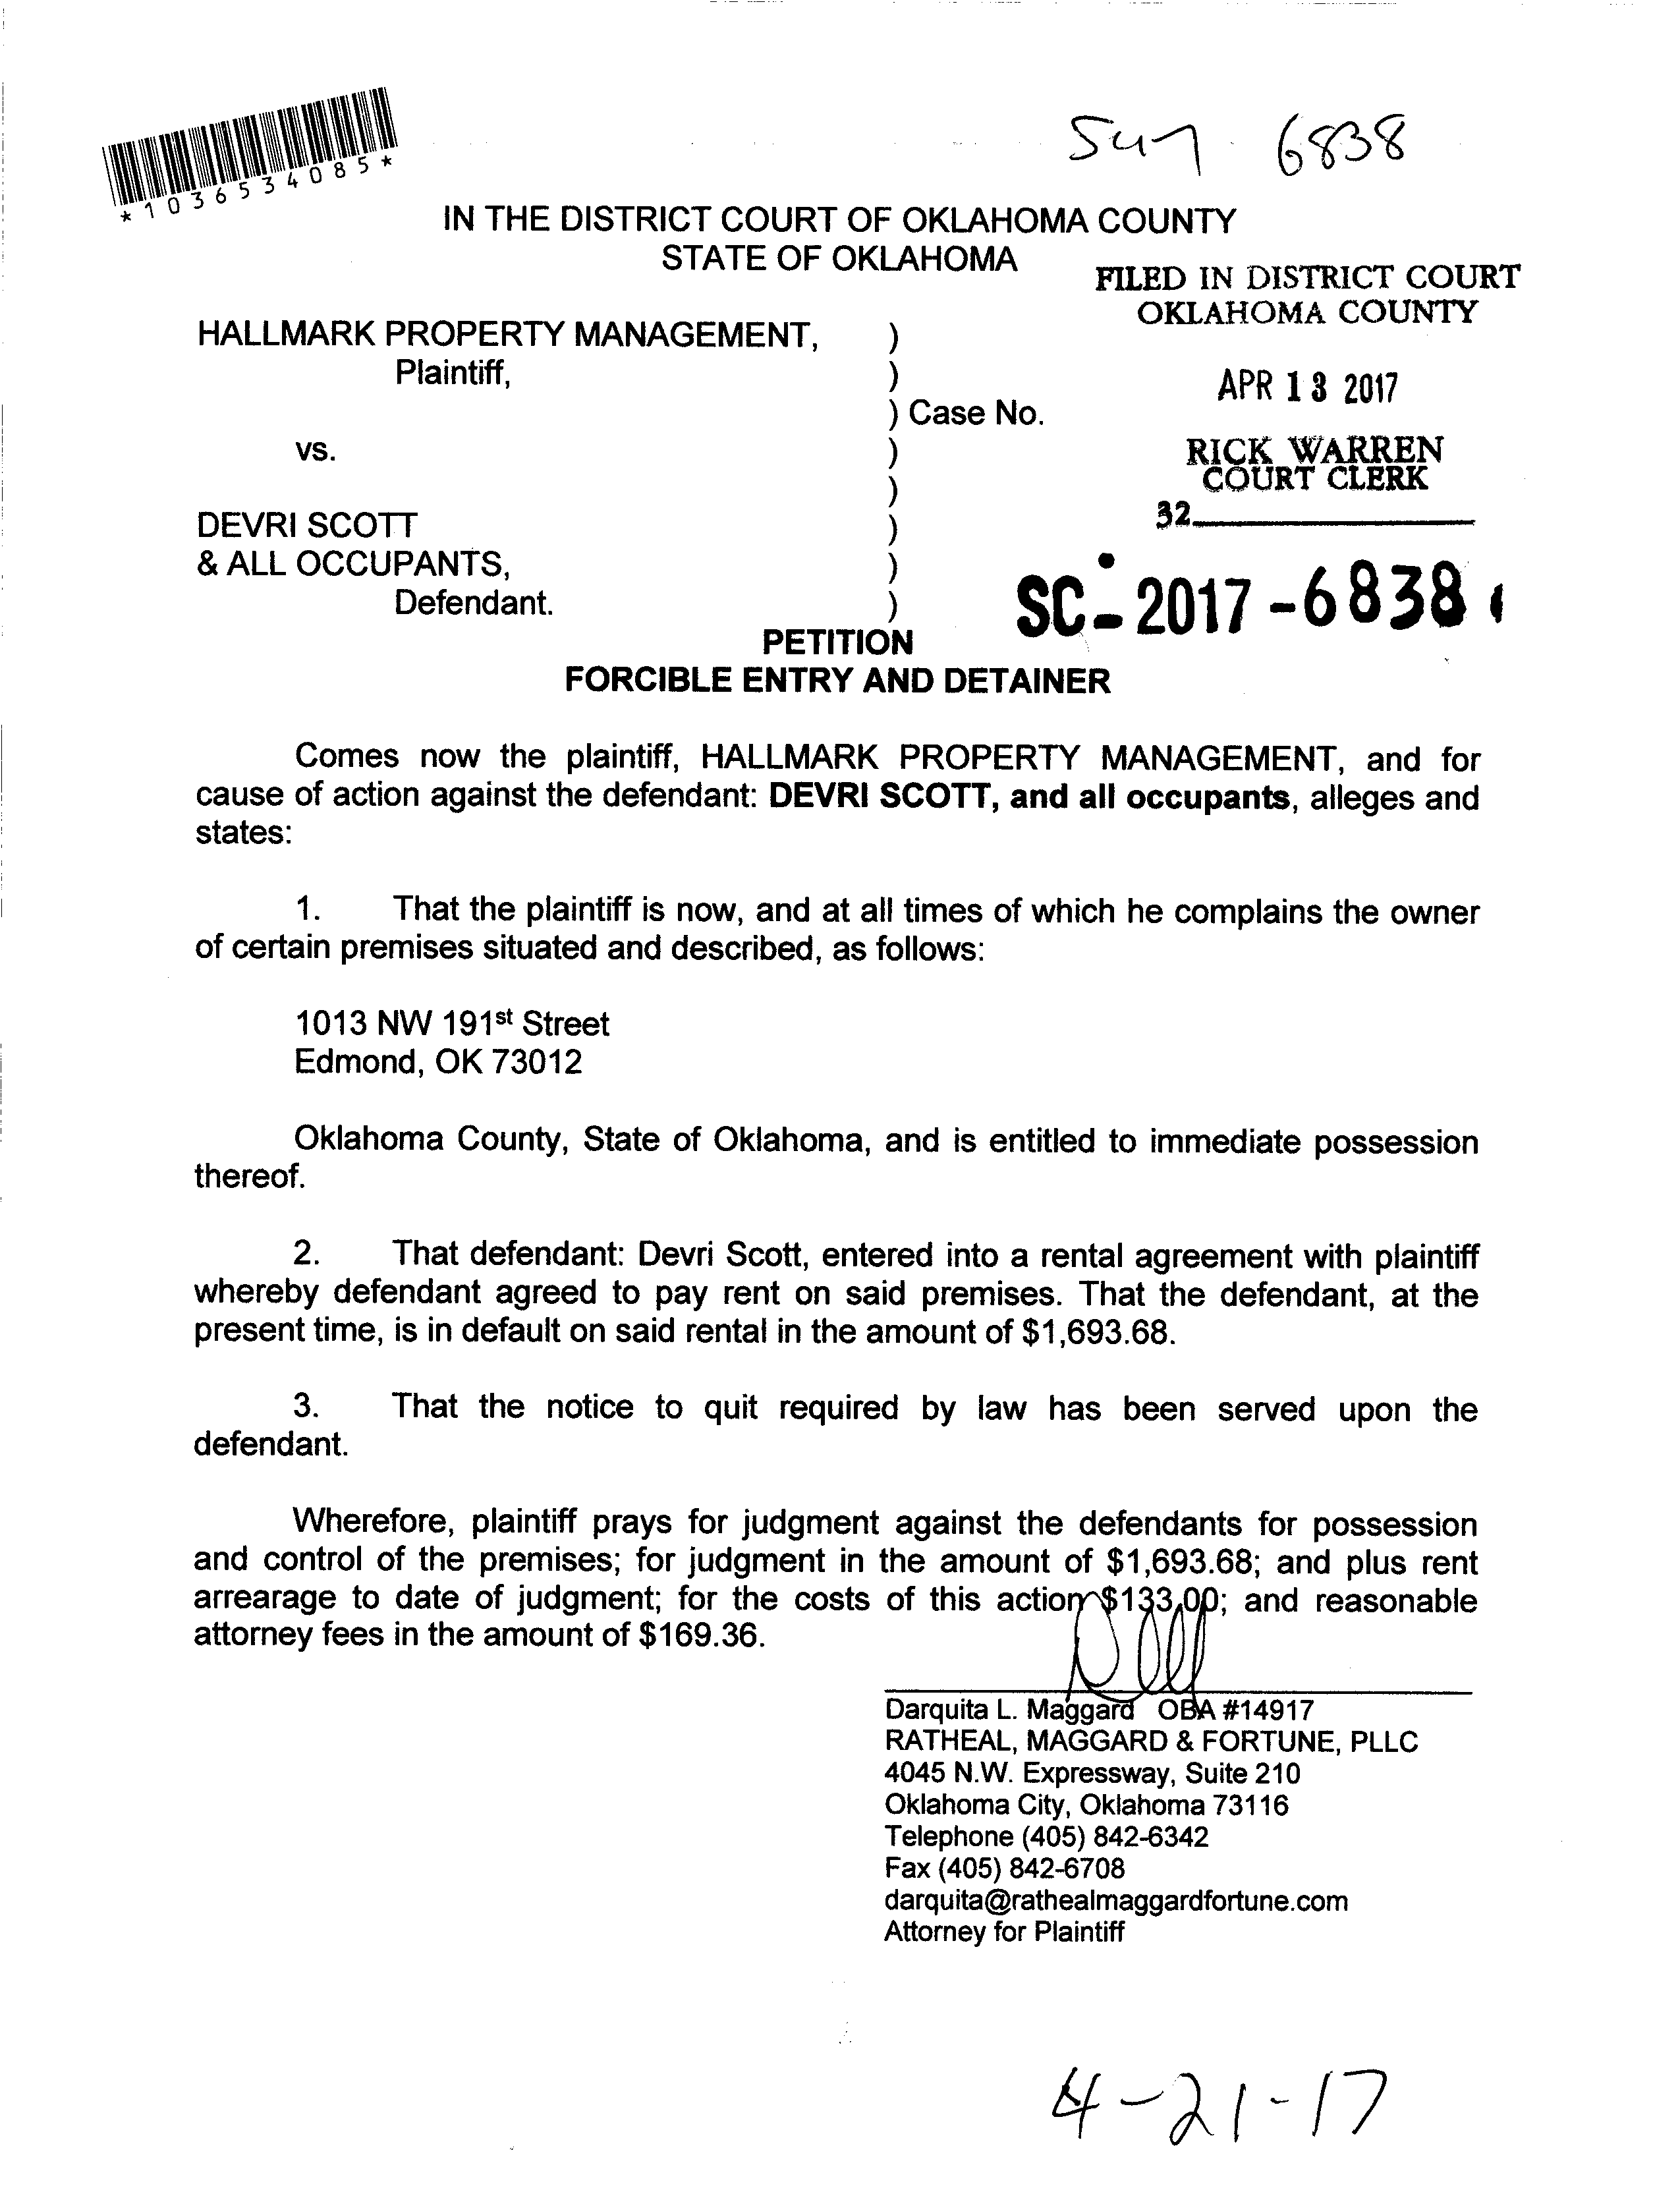 *1036534085*
6838
IN THE DISTRICT COURT OF OKLAHOMA COUNTY
STATE OF OKLAHOMA
FILED IN DISTRICT COURT
OKLAHOMA COUNTY
HALLMARK PROPERTY MANAGEMENT, )
Plaintiff, )
APR 13 2017
) Case No.
vs. )
RICK WARREN
COURT CLERK
)
32
DEVRI SCOTT )
& ALL OCCUPANTS, )
Defendant. )
SC-2017-6838
PETITION
FORCIBLE ENTRY AND DETAINER
Comes now the plaintiff, HALLMARK PROPERTY MANAGEMENT, and for
cause of action against the defendant: DEVRI SCOTT, and all occupants, alleges and
states:
1. That the plaintiff is now, and at all times of which he complains the owner
of certain premises situated and described, as follows:
1013 NW 191st Street
Edmond, OK 73012
Oklahoma County, State of Oklahoma, and is entitled to immediate possession
thereof.
2. That defendant: Devri Scott, entered into a rental agreement with plaintiff
whereby defendant agreed to pay rent on said premises. That the defendant, at the
present time, is in default on said rental in the amount of $1,693.68.
3. That the notice to quit required by law has been served upon the
defendant.
Wherefore, plaintiff prays for judgment against the defendants for possession
and control of the premises; for judgment in the amount of $1,693.68; and plus rent
arrearage to date of judgment; for the costs of this action $133.00; and reasonable
attorney fees in the amount of $169.36.
Darquita L. Maggard OBA #14917
RATHEAL, MAGGARD & FORTUNE, PLLC
4045 N.W. Expressway, Suite 210
Oklahoma City, Oklahoma 73116
Telephone (405) 842-6342
Fax (405) 842-6708
darquita@rathealmaggardfortune.com
Attorney for Plaintiff
4-21-17